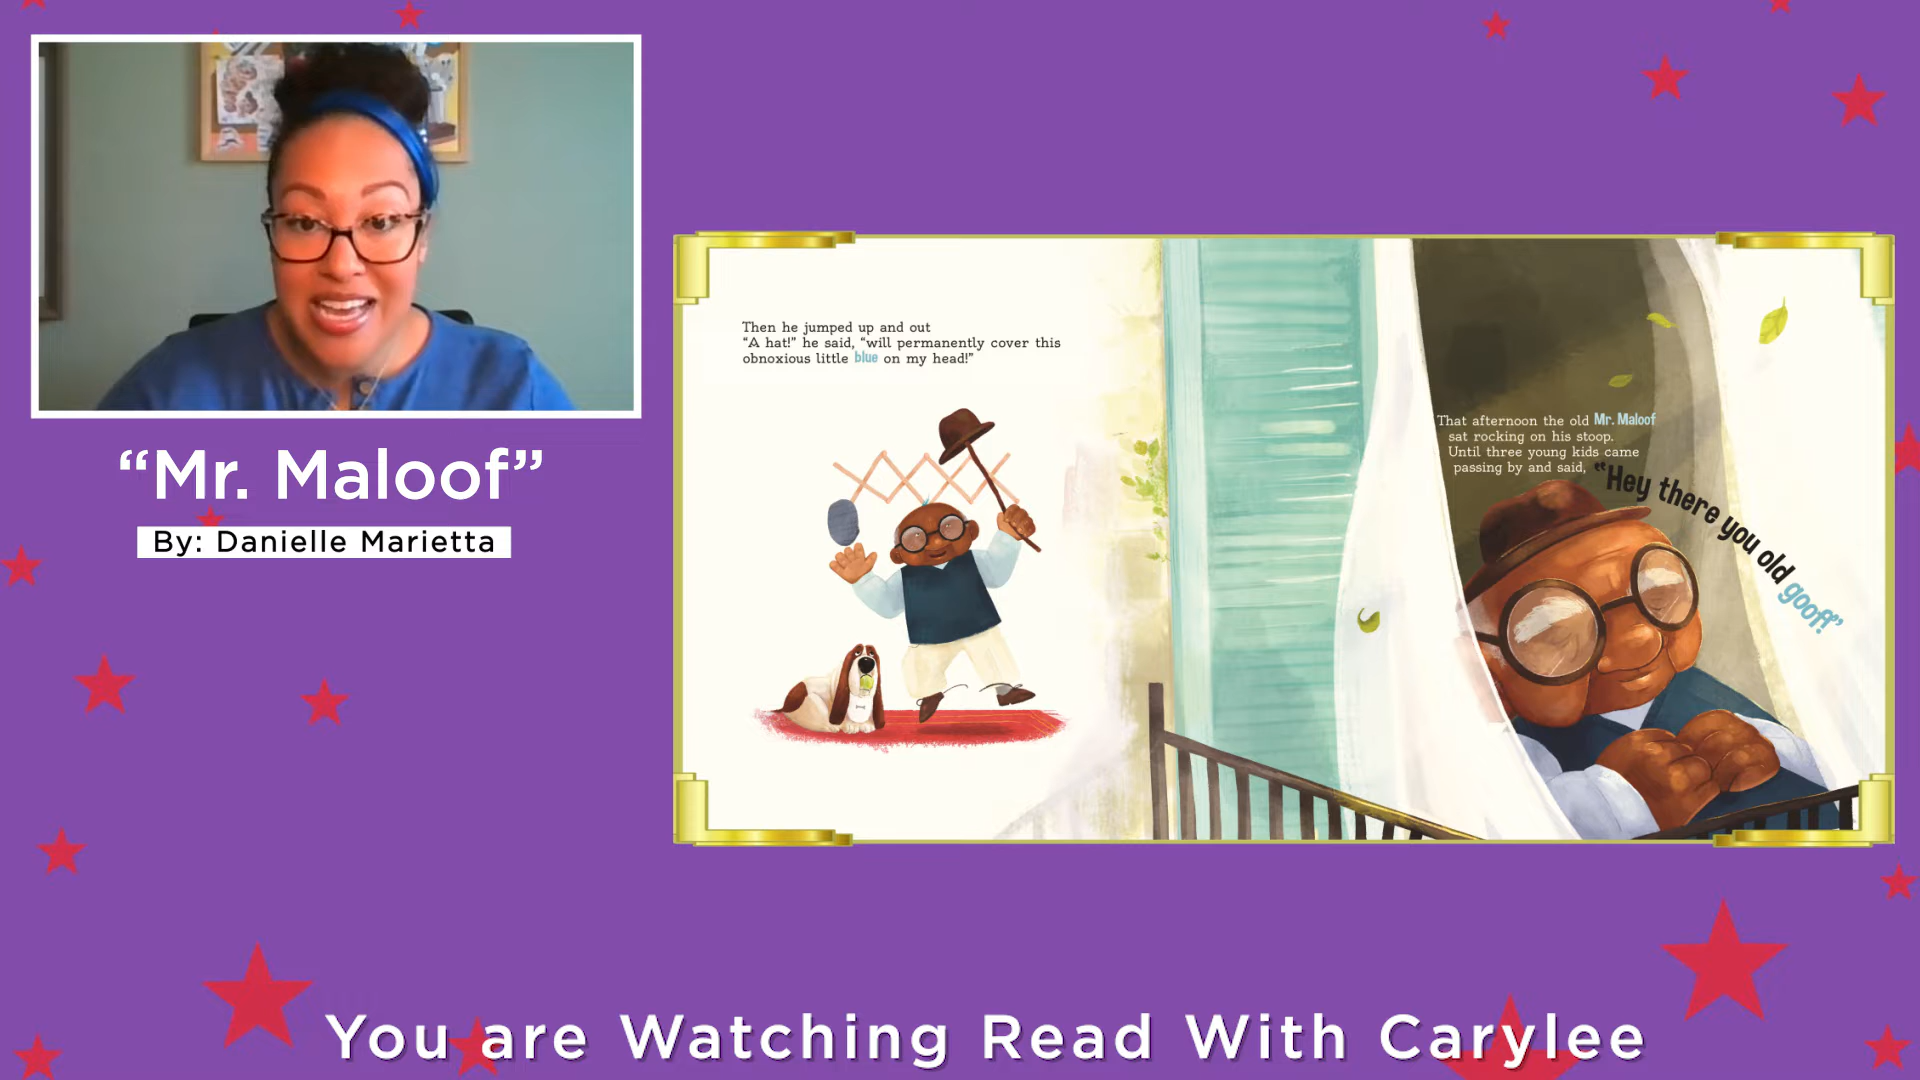 “Mr. Maloof”
By: Danielle Marietta
Then he jumped up and out
“A hat!” he said, “will permanently cover this
obnoxious little blue on my head!”
That afternoon the old Mr. Maloof
sat rocking on his stoop.
Until three young kids came
passing by and said,
“Hey there you old goof!”
You are Watching Read With Carylee